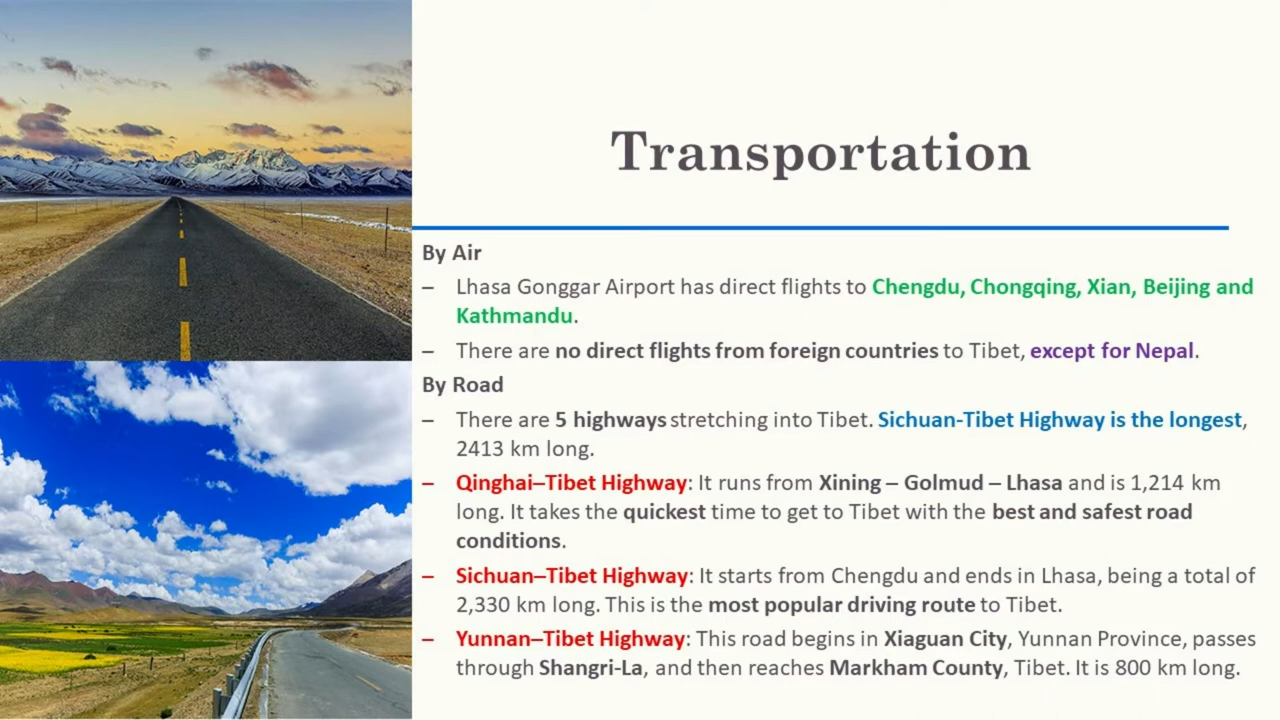 Transportation
By Air
– Lhasa Gonggar Airport has direct flights to Chengdu, Chongqing, Xian, Beijing and
Kathmandu.
– There are no direct flights from foreign countries to Tibet, except for Nepal.
By Road
– There are 5 highways stretching into Tibet. Sichuan-Tibet Highway is the longest,
2413 km long.
– Qinghai–Tibet Highway: It runs from Xining – Golmud – Lhasa and is 1,214 km
long. It takes the quickest time to get to Tibet with the best and safest road
conditions.
– Sichuan–Tibet Highway: It starts from Chengdu and ends in Lhasa, being a total of
2,330 km long. This is the most popular driving route to Tibet.
– Yunnan–Tibet Highway: This road begins in Xiaguan City, Yunnan Province, passes
through Shangri-La, and then reaches Markham County, Tibet. It is 800 km long.